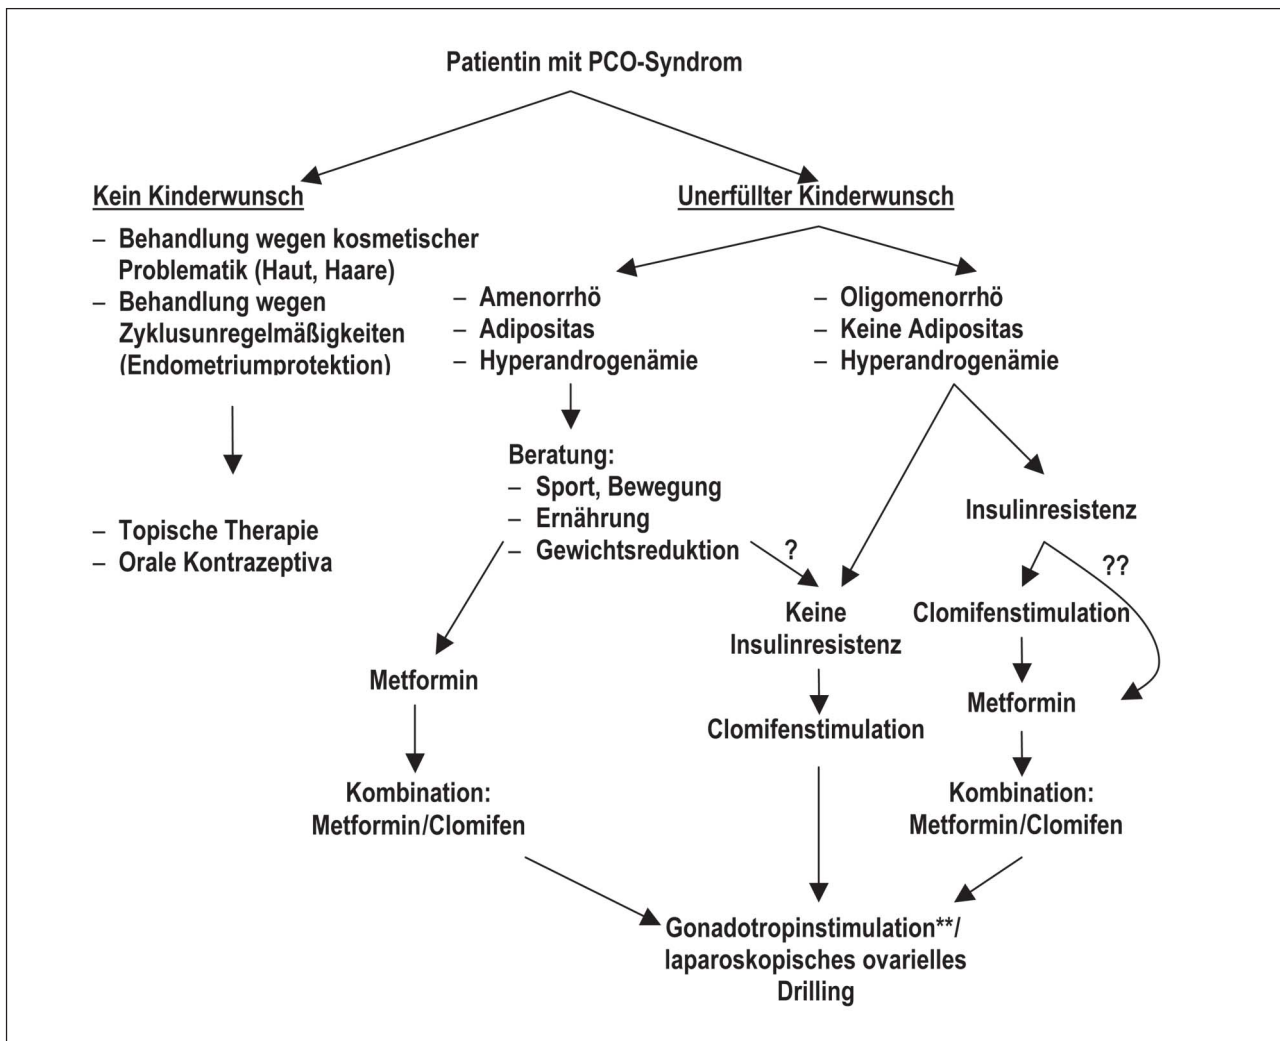 Patientin mit PCO-Syndrom
Kein Kinderwunsch
– Behandlung wegen kosmetischer
Problematik (Haut, Haare)
– Behandlung wegen
Zyklusunregelmäßigkeiten
(Endometriumprotektion)
– Topische Therapie
– Orale Kontrazeptiva
Unerfüllter Kinderwunsch
– Amenorrhö
– Adipositas
– Hyperandrogenämie
Beratung:
– Sport, Bewegung
– Ernährung
– Gewichtsreduktion
?
Metformin
Kombination:
Metformin/Clomifen
– Oligomenorrhö
– Keine Adipositas
– Hyperandrogenämie
Keine
Insulinresistenz
Clomifenstimulation
Insulinresistenz
??
Clomifenstimulation
Metformin
Kombination:
Metformin/Clomifen
Gonadotropinstimulation**/
laparoskopisches ovarielles
Drilling